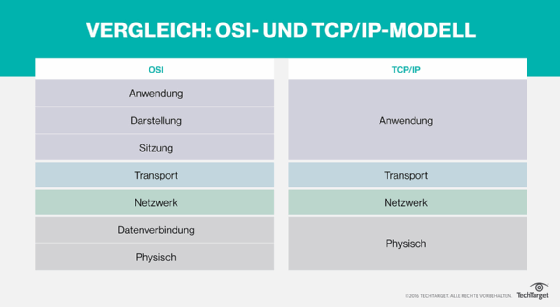 VERGLEICH: OSI- UND TCP/IP-MODELL
OSI
Anwendung
Darstellung
Sitzung
Transport
Netzwerk
Datenverbindung
Physisch
TCP/IP
Anwendung
Transport
Netzwerk
Physisch
©2016 TECHTARGET. ALLE RECHTE VORBEHALTEN.
TechTarget